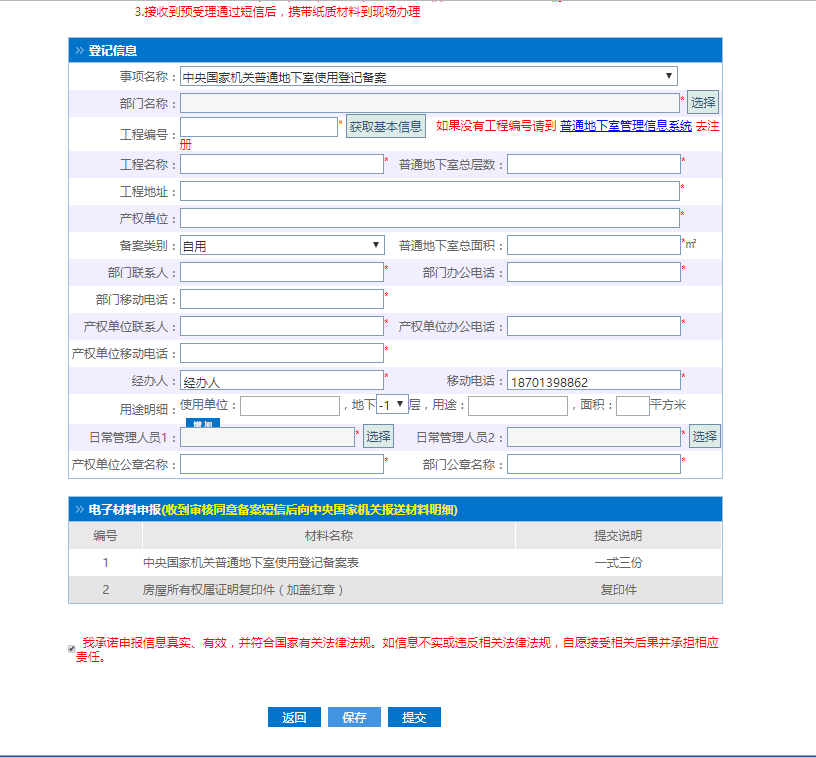 3.接收到预受理通过短信后，携带纸质材料到现场办理
登记信息
事项名称： 中央国家机关普通地下室使用登记备案
部门名称： * 选择
工程编号： * 获取基本信息 如果没有工程编号请到 普通地下室管理信息系统 去注
册
工程名称： * 普通地下室总层数： *
工程地址： *
产权单位： *
备案类别： 自用 普通地下室总面积： *㎡
部门联系人： * 部门办公电话： *
部门移动电话： *
产权单位联系人： * 产权单位办公电话： *
产权单位移动电话： *
经办人： 经办人 * 移动电话： 18701398862 *
用途明细： 使用单位： ，地下 -1 层，用途： ，面积： 平方米
增加
日常管理人员1： * 选择 日常管理人员2： * 选择
产权单位公章名称： * 部门公章名称： *
电子材料申报(收到审核同意备案短信后向中央国家机关报送材料明细)
编号 材料名称 提交说明
1 中央国家机关普通地下室使用登记备案表 一式三份
2 房屋所有权属证明复印件（加盖红章） 复印件
我承诺申报信息真实、有效，并符合国家有关法律法规。如信息不实或违反相关法律法规，自愿接受相关后果并承担相应
责任。
返回 保存 提交